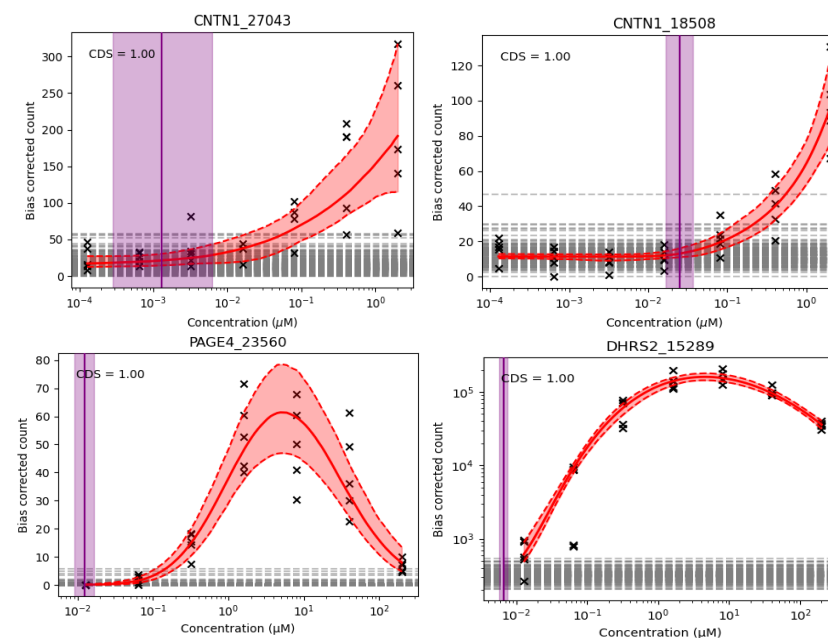 CNTN1_27043
CDS = 1.00
Bias corrected count
300
250
200
150
100
50
0
10⁻⁴
10⁻³
10⁻²
10⁻¹
10⁰
Concentration (μM)
CNTN1_18508
CDS = 1.00
Bias corrected count
120
100
80
60
40
20
0
10⁻⁴
10⁻³
10⁻²
10⁻¹
10⁰
Concentration (μM)
PAGE4_23560
CDS = 1.00
Bias corrected count
80
70
60
50
40
30
20
10
0
10⁻²
10⁻¹
10⁰
10¹
10²
Concentration (μM)
DHRS2_15289
CDS = 1.00
Bias corrected count
10⁵
10⁴
10³
10⁻²
10⁻¹
10⁰
10¹
10²
Concentration (μM)